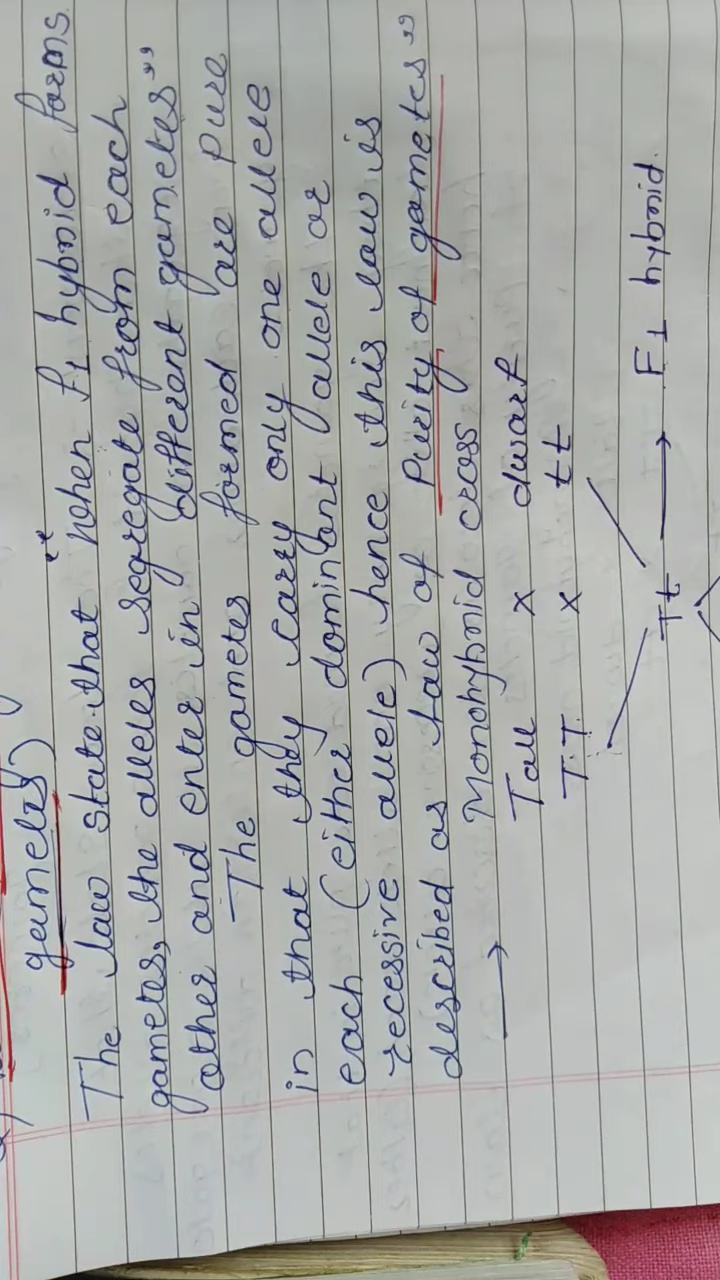 gametes)
The law state that "when F1 hybrid forms
gametes, the alleles segregate from each
other and enter in different gametes"
The gametes formed are pure
in that they carry only one allele
each (either dominant allele or
recessive allele) hence this law is
described as law of Purity of gametes"
→ Monohybrid cross
Tall x dwarf
TT x tt
Tt → F1 hybrid.